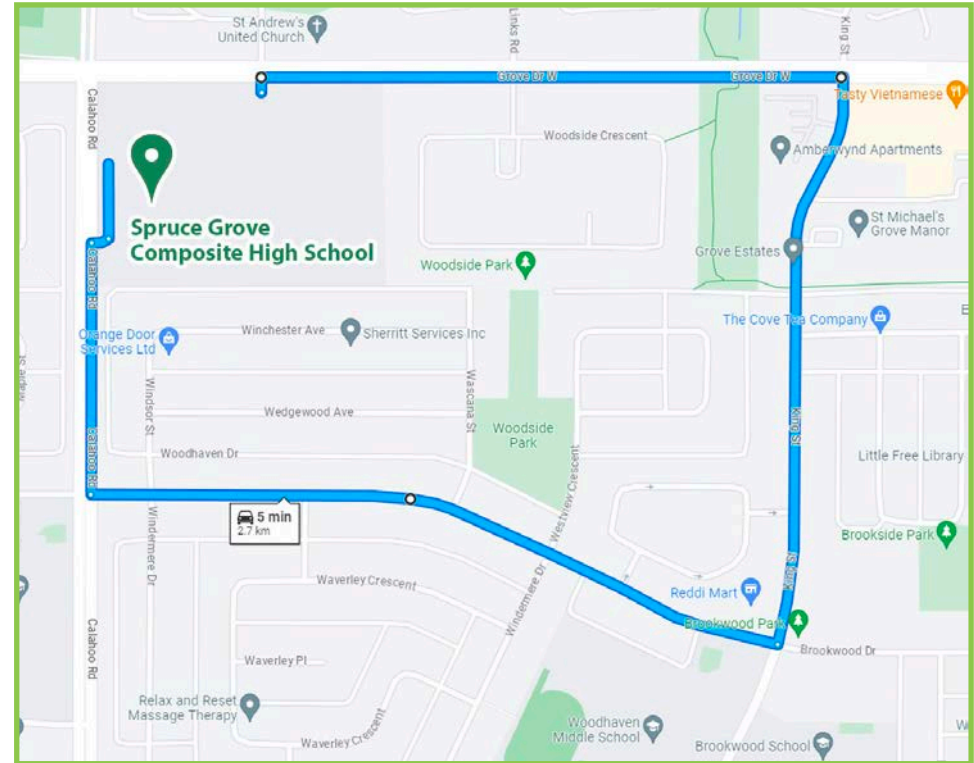 St Andrew's
United Church
Links Rd
King St
Grove Dr W
Grove Dr W
Tasty Vietnamese
Calahoo Rd
Woodside Crescent
Amberwynd Apartments
St Michael's
Grove Manor
Spruce Grove
Composite High School
Grove Estates
Woodside Park
Calahoo Rd
The Cove Tea Company
E
Orange Door
Services Ltd
Winchester Ave
Sherritt Services Inc
Windsor St
Wascana St
Wedgewood Ave
Woodside
Park
King St
Calahoo Rd
Woodhaven Dr
Little Free Library
Westview Crescent
5 min
2.7 km
Windermere Dr
Brookside Park
Waverley Crescent
King St
Reddi Mart
Windermere Dr
Brookwood Park
Calahoo Rd
Brookwood Dr
Waverley Pl
Relax and Reset
Massage Therapy
Waverley Crescent
Woodhaven
Middle School
Brookwood School
W